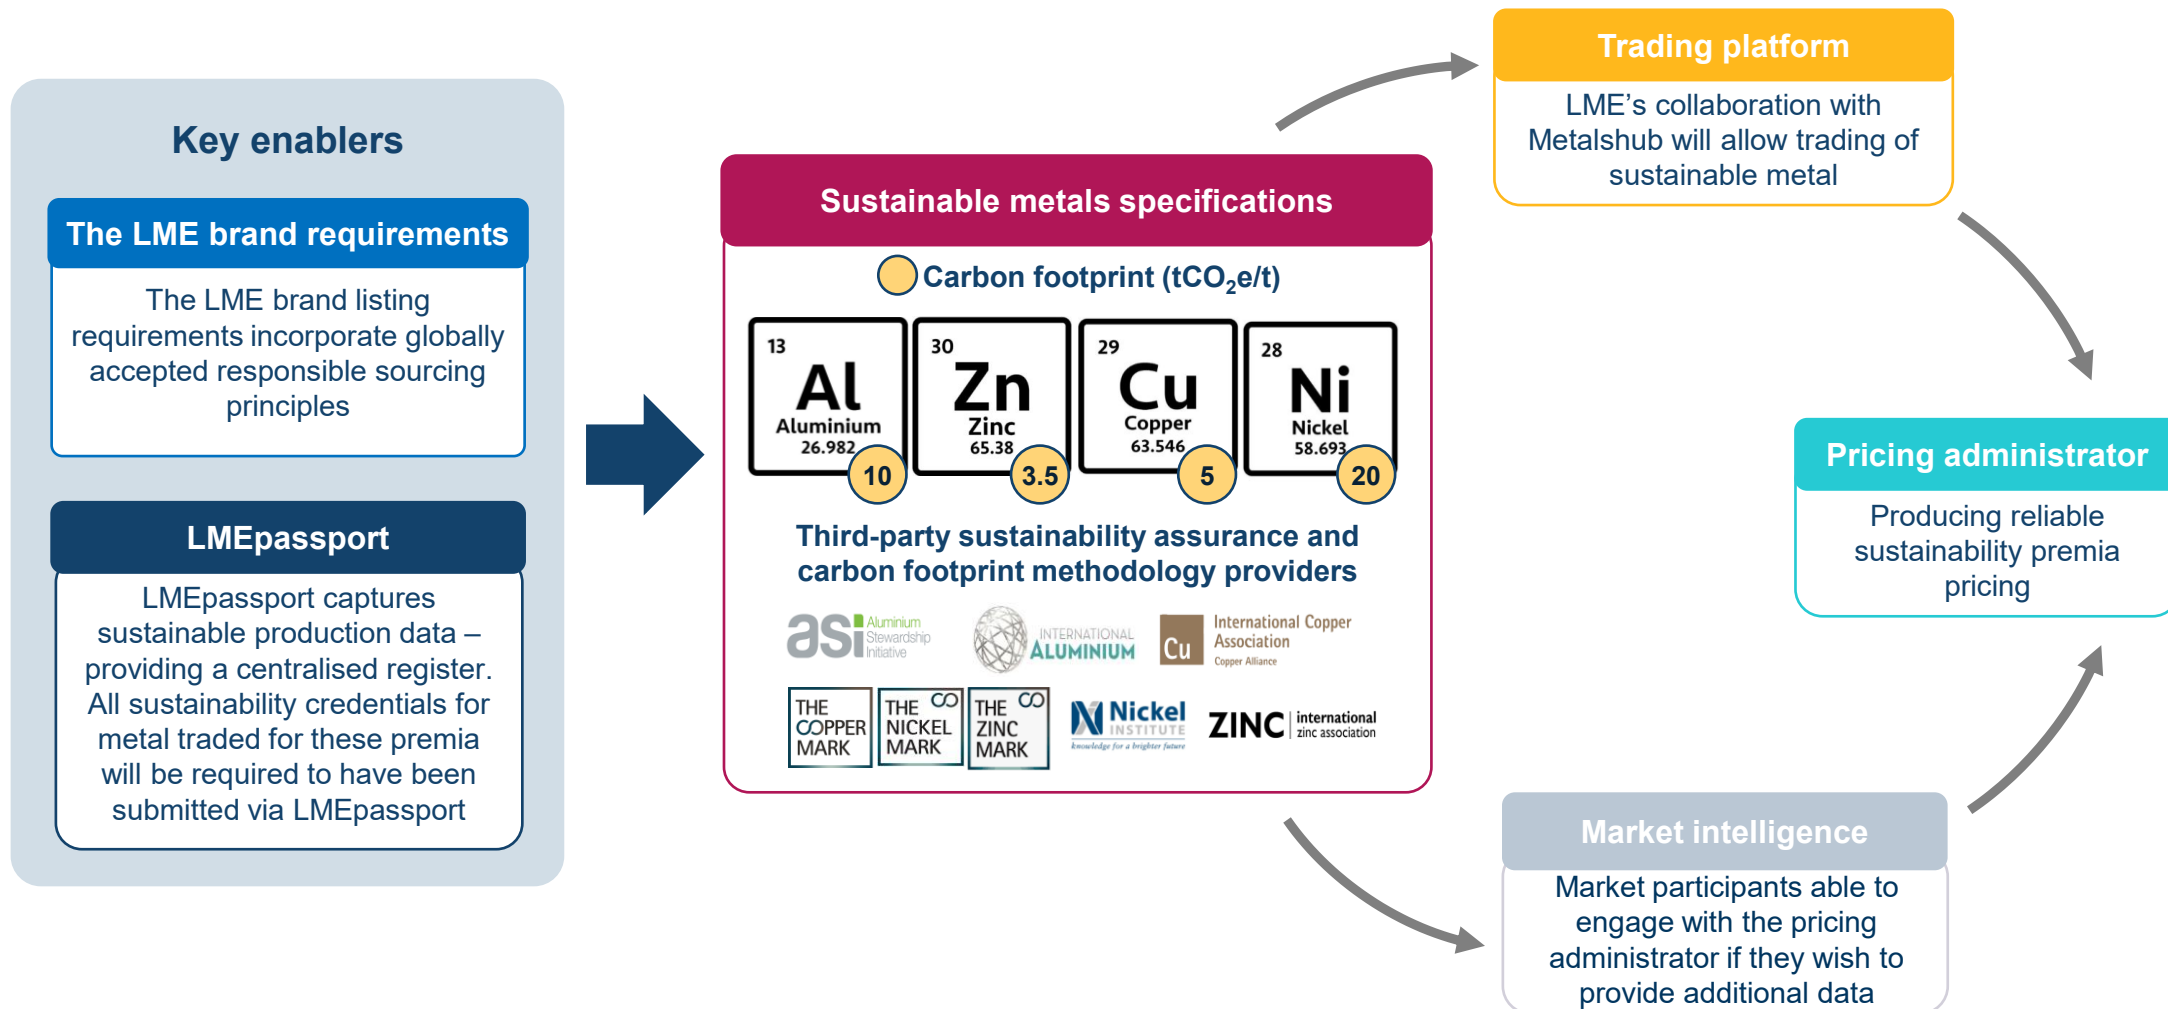 Key enablers
The LME brand requirements
The LME brand listing
requirements incorporate globally
accepted responsible sourcing
principles
LMEpassport
LMEpassport captures
sustainable production data –
providing a centralised register.
All sustainability credentials for
metal traded for these premia
will be required to have been
submitted via LMEpassport
Sustainable metals specifications
Carbon footprint (tCO₂e/t)
13
Al
Aluminium
26.982
10
30
Zn
Zinc
65.38
3.5
29
Cu
Copper
63.546
5
28
Ni
Nickel
58.693
20
Third-party sustainability assurance and
carbon footprint methodology providers
asi Aluminium
Stewardship
Initiative
INTERNATIONAL
ALUMINIUM
Cu
International Copper
Association
Copper Alliance
THE
COPPER
MARK
THE
NICKEL
MARK
THE
ZINC
MARK
Nickel
INSTITUTE
knowledge for a brighter future
ZINC international
zinc association
Trading platform
LME's collaboration with
Metalshub will allow trading of
sustainable metal
Pricing administrator
Producing reliable
sustainability premia
pricing
Market intelligence
Market participants able to
engage with the pricing
administrator if they wish to
provide additional data